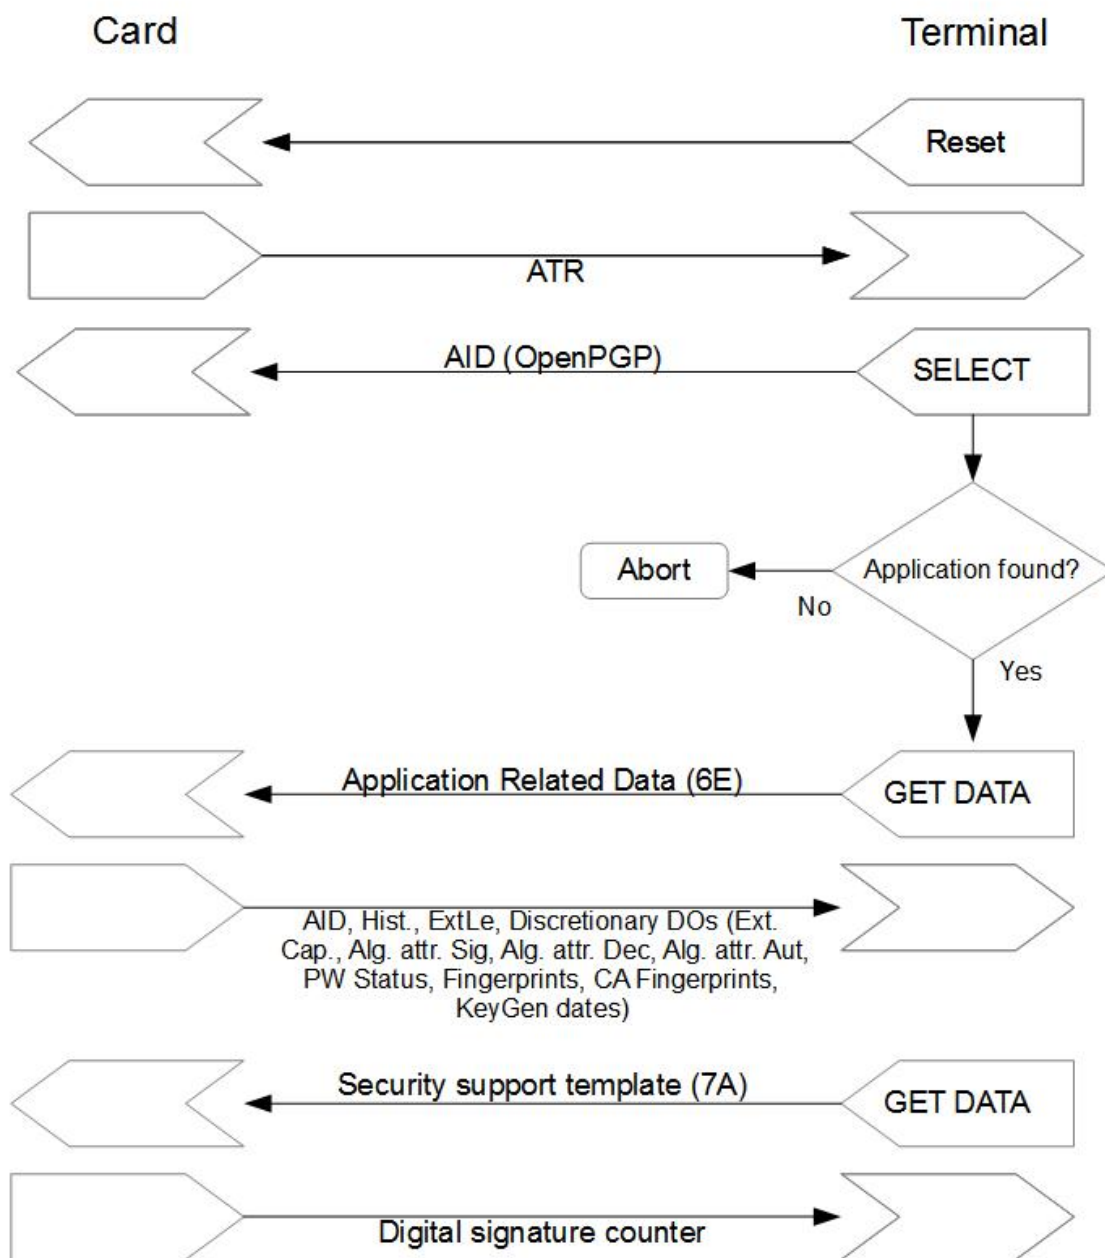 Card
Terminal
Reset
ATR
AID (OpenPGP)
SELECT
Application found?
Abort
No
Yes
Application Related Data (6E)
GET DATA
AID, Hist., ExtLe, Discretionary DOs (Ext.
Cap., Alg. attr. Sig, Alg. attr. Dec, Alg. attr. Aut,
PW Status, Fingerprints, CA Fingerprints,
KeyGen dates)
Security support template (7A)
GET DATA
Digital signature counter